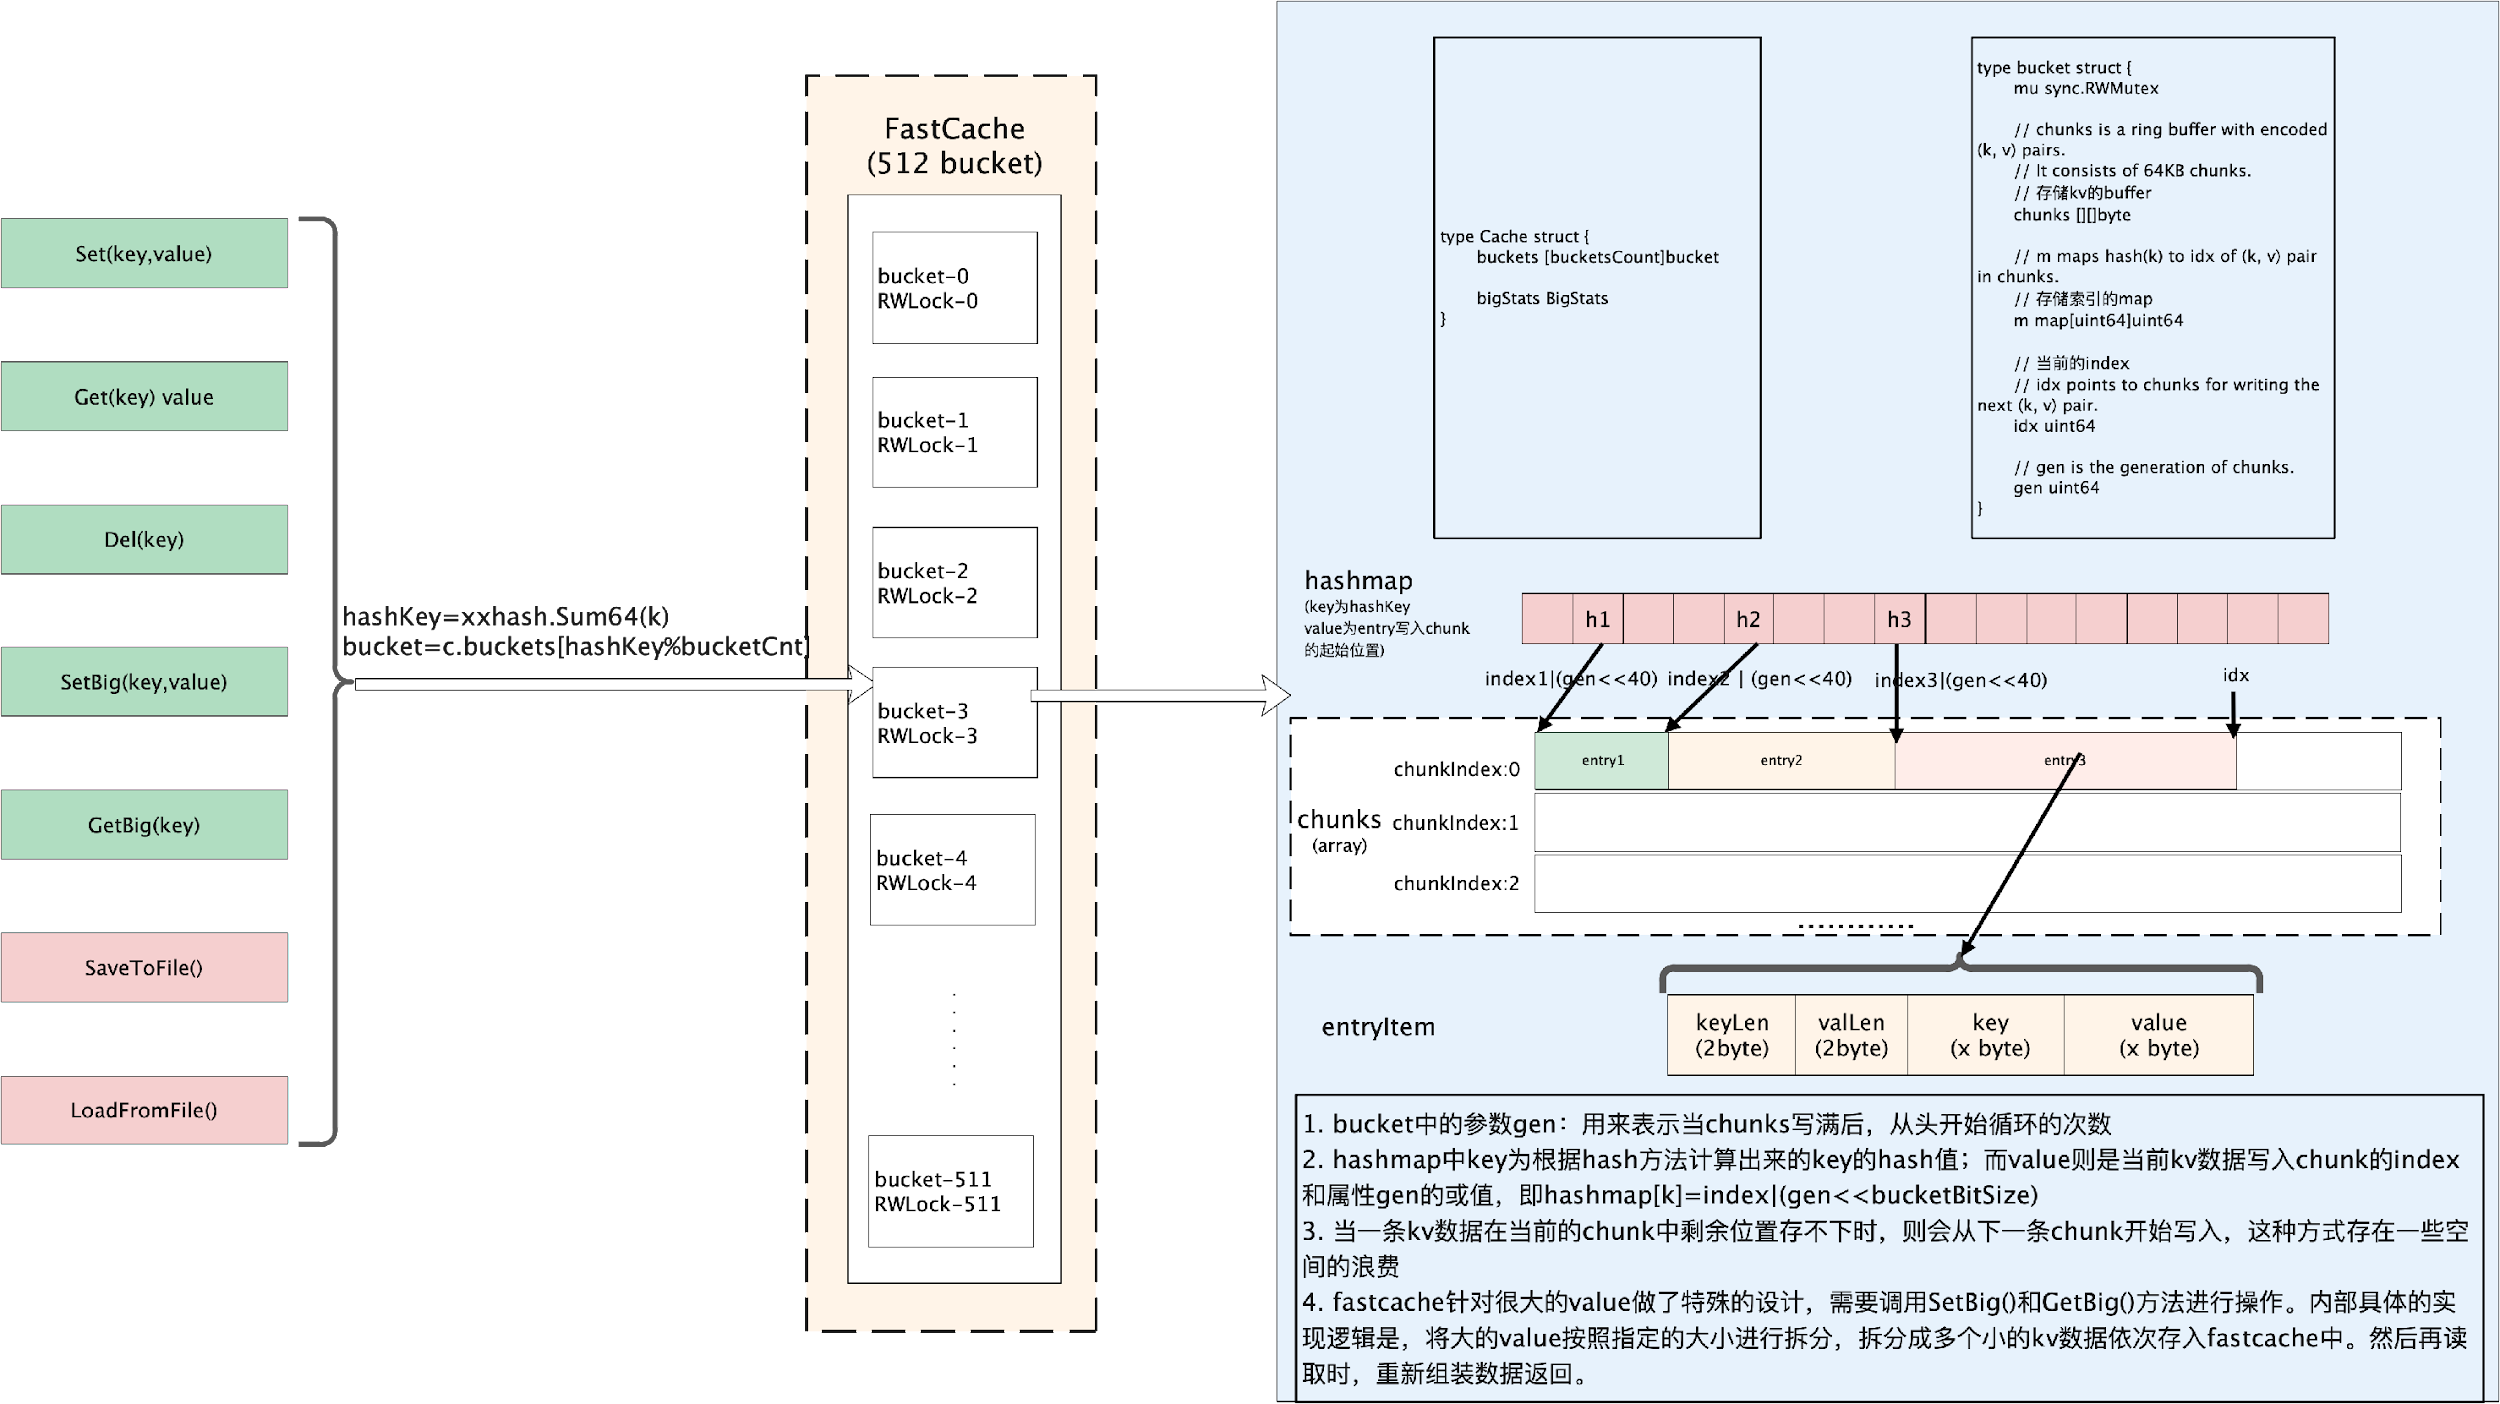 Set(key,value)
Get(key) value
Del(key)
SetBig(key,value)
GetBig(key)
SaveToFile()
LoadFromFile()
hashKey=xxhash.Sum64(k)
bucket=c.buckets[hashKey%bucketCnt]
FastCache
(512 bucket)
bucket-0
RWLock-0
bucket-1
RWLock-1
bucket-2
RWLock-2
bucket-3
RWLock-3
bucket-4
RWLock-4
......
bucket-511
RWLock-511
type Cache struct {
buckets [bucketsCount]bucket
bigStats BigStats
}
type bucket struct {
mu sync.RWMutex
// chunks is a ring buffer with encoded
(k, v) pairs.
// It consists of 64KB chunks.
// 存储kv的buffer
chunks [][]byte
// m maps hash(k) to idx of (k, v) pair
in chunks.
// 存储索引的map
m map[uint64]uint64
// 当前的index
// idx points to chunks for writing the
next (k, v) pair.
idx uint64
// gen is the generation of chunks.
gen uint64
}
hashmap
(key为hashKey
value为entry写入chunk
的起始位置)
h1 h2 h3
index1|(gen<<40) index2 | (gen<<40) index3|(gen<<40) idx
chunkIndex:0 entry1 entry2 entry3
chunks
(array)
chunkIndex:1
chunkIndex:2
............
entryItem
keyLen
(2byte)
valLen
(2byte)
key
(x byte)
value
(x byte)
1. bucket中的参数gen：用来表示当chunks写满后，从头开始循环的次数
2. hashmap中key为根据hash方法计算出来的key的hash值；而value则是当前kv数据写入chunk的index
和属性gen的或值，即hashmap[k]=index|(gen<<bucketBitSize)
3. 当一条kv数据在当前的chunk中剩余位置存不下时，则会从下一条chunk开始写入，这种方式存在一些空
间的浪费
4. fastcache针对很大的value做了特殊的设计，需要调用SetBig()和GetBig()方法进行操作。内部具体的实
现逻辑是，将大的value按照指定的大小进行拆分，拆分成多个小的kv数据依次存入fastcache中。然后再读
取时，重新组装数据返回。